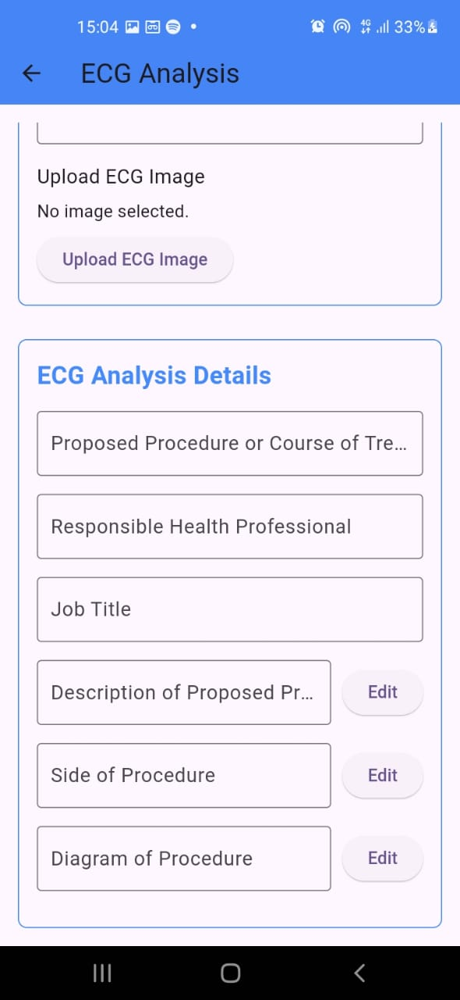 15:04
4G
33%
ECG Analysis
Upload ECG Image
No image selected.
Upload ECG Image
ECG Analysis Details
Proposed Procedure or Course of Tre...
Responsible Health Professional
Job Title
Description of Proposed Pr...
Edit
Side of Procedure
Edit
Diagram of Procedure
Edit